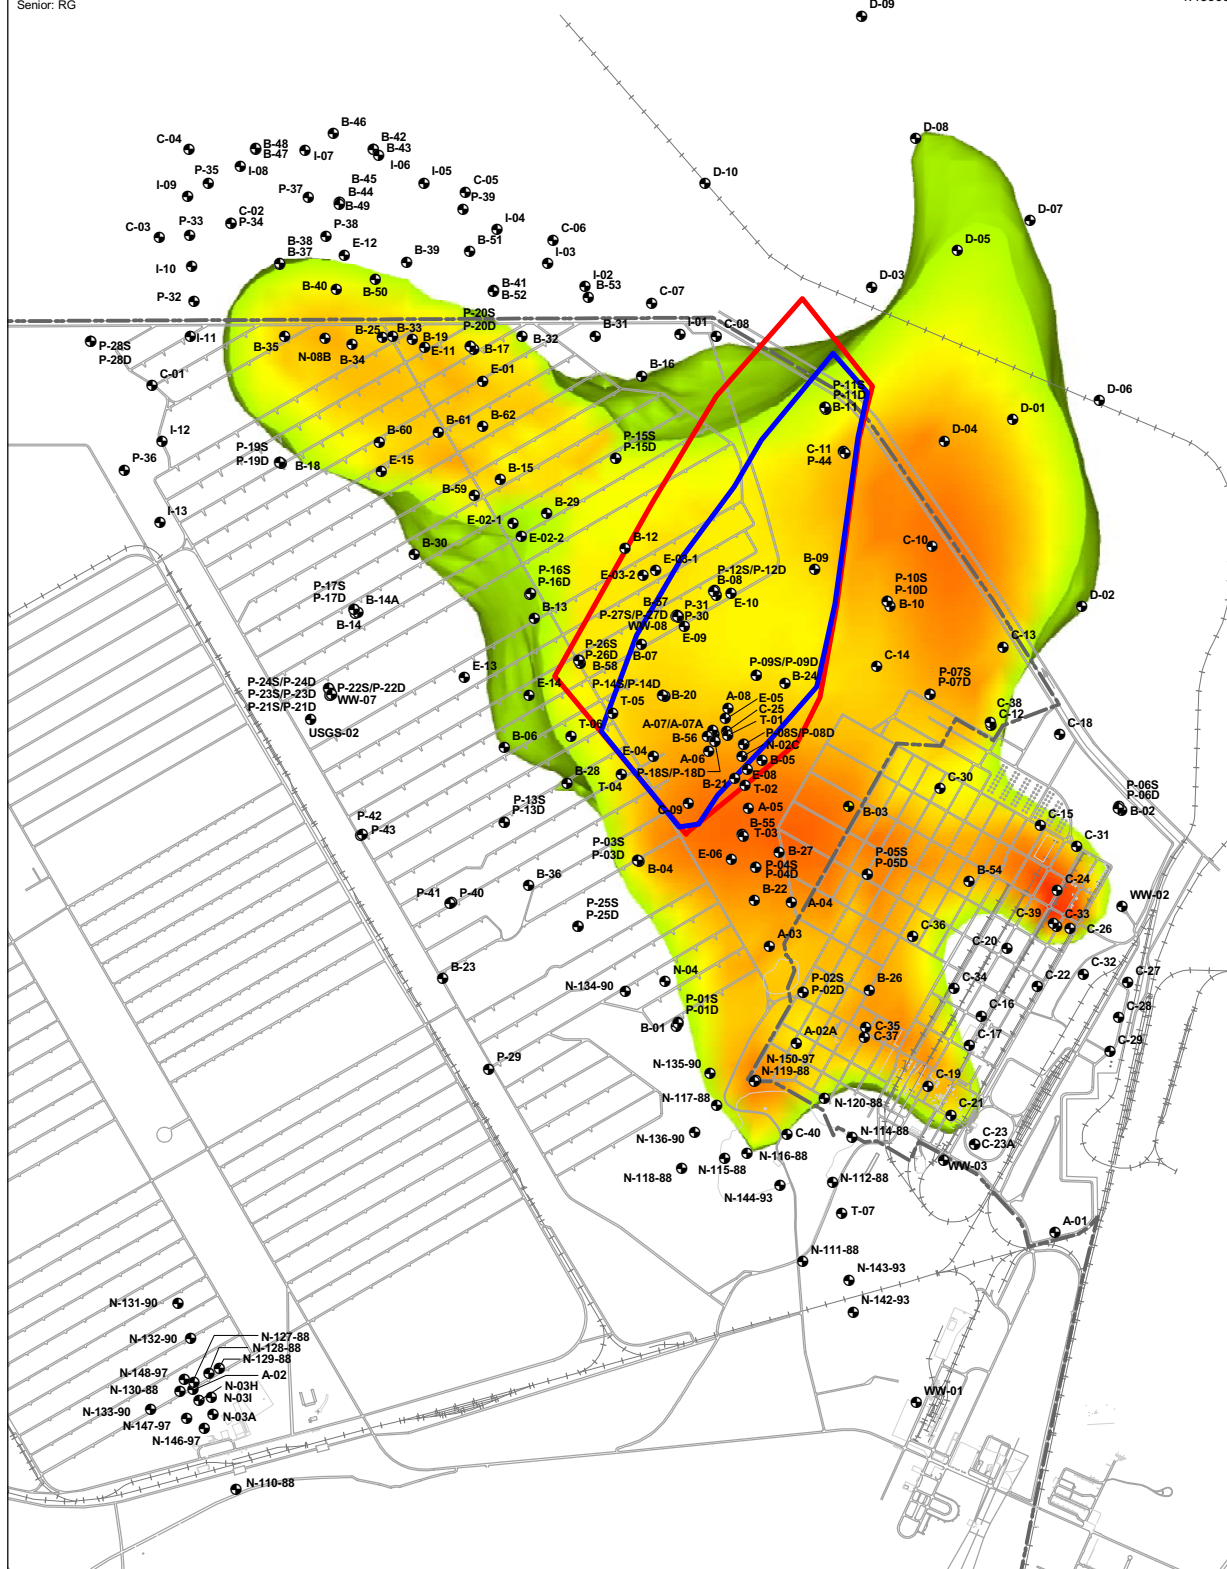 Senior: RG
D-09
B-46
D-08
C-04
B-48
B-47
I-07
B-42
B-43
I-06
I-08
P-35
I-05
D-10
I-09
P-37
B-45
B-44
B-49
C-05
P-39
D-07
C-02
P-34
I-04
C-03
P-33
P-38
C-06
B-38
B-37
E-12
B-39
B-51
I-03
D-05
I-10
B-40
B-50
B-41
B-52
I-02
B-53
D-03
P-32
C-07
P-20S
P-20D
I-11
B-35
N-08B
B-34
B-25
B-33
B-19
E-11
B-17
B-32
B-31
I-01
C-08
P-28S
P-28D
B-16
C-01
E-01
P-11S
P-11D
B-11
D-06
D-01
B-62
B-61
I-12
B-60
D-04
P-19S
P-19D
B-18
P-15S
P-15D
C-11
P-44
P-36
E-15
B-15
B-59
B-29
I-13
E-02-1
E-02-2
B-30
B-12
C-10
E-03-1
E-03-2
B-09
P-12S/P-12D
B-08
P-16S
P-16D
E-10
P-17S
P-17D
B-14A
B-14
B-57
P-31
P-27S/P-27D
P-30
WW-08
E-09
P-10S
P-10D
B-10
D-02
B-13
B-07
C-13
P-26S
P-26D
B-58
C-14
P-09S/P-09D
B-24
E-13
P-07S
P-07D
P-24S/P-24D
P-23S/P-23D
P-21S/P-21D
P-22S/P-22D
WW-07
E-14
P-14S/P-14D
B-20
A-08
E-05
C-25
T-01
T-05
C-38
C-12
USGS-02
T-06
A-07/A-07A
B-56
P-08S/P-08D
N-02C
C-18
B-06
E-04
A-06
B-05
P-18S/P-18D
B-21
E-08
T-02
B-28
T-04
C-30
P-13S
P-13D
C-09
A-05
B-03
P-06S
P-06D
B-02
P-42
P-43
B-55
T-03
C-15
C-31
P-03S
P-03D
B-04
E-06
B-27
P-04S
P-04D
P-05S
P-05D
B-36
B-54
C-24
P-41
P-40
B-22
A-04
WW-02
P-25S
P-25D
C-39
C-33
C-26
C-36
A-03
C-20
B-23
N-04
N-134-90
P-02S
P-02D
B-26
C-34
C-22
C-32
C-27
P-01S
P-01D
B-01
C-16
C-28
C-35
C-37
A-02A
C-17
C-29
P-29
N-135-90
N-150-97
N-119-88
C-19
N-117-88
N-120-88
C-21
N-136-90
C-40
N-114-88
C-23
C-23A
N-116-88
N-115-88
WW-03
N-118-88
N-144-93
N-112-88
T-07
A-01
N-111-88
N-143-93
N-131-90
N-142-93
N-132-90
N-127-88
N-128-88
N-129-88
N-148-97
A-02
N-130-88
N-03H
N-03I
N-133-90
N-03A
N-147-97
N-146-97
WW-01
N-110-88